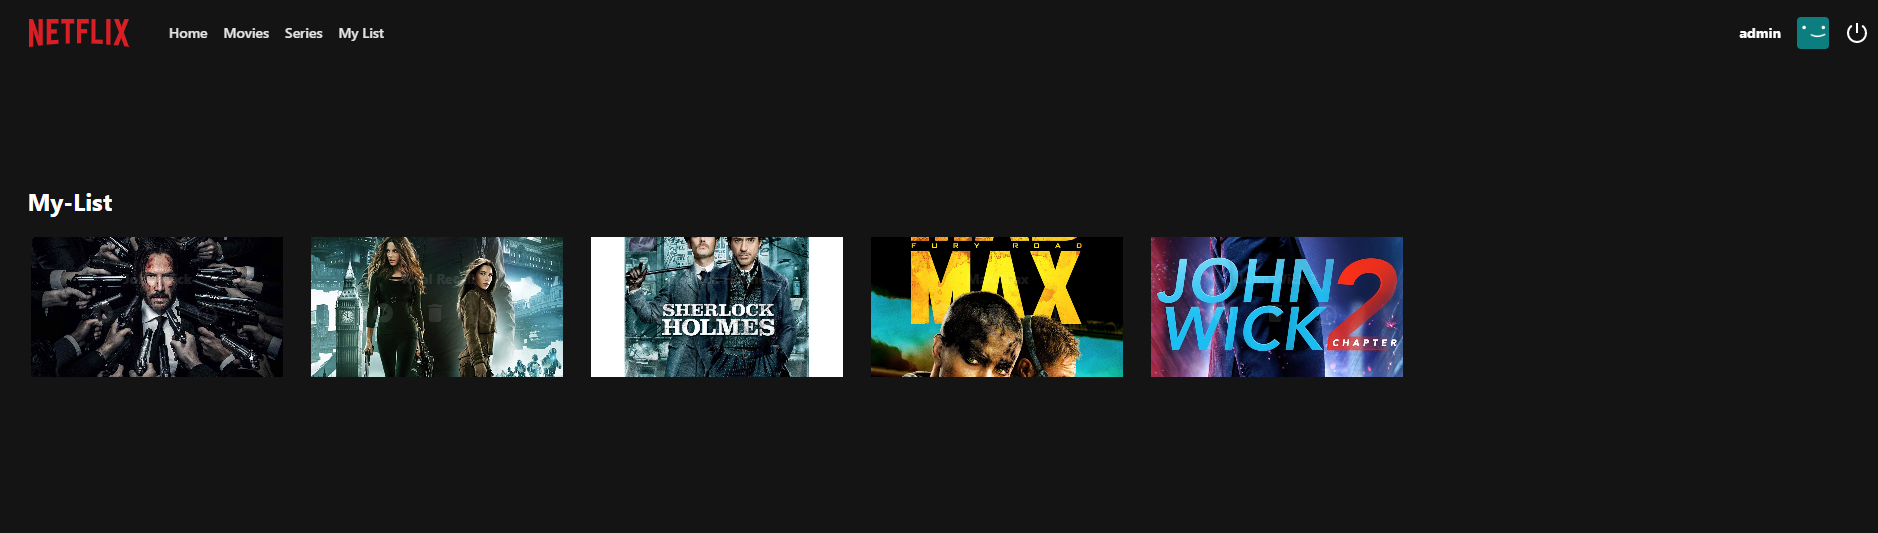 NETFLIX
Home Movies Series My List
admin
My-List
SHERLOCK
HOLMES
FURY ROAD
MAX
JOHN
WICK 2
CHAPTER